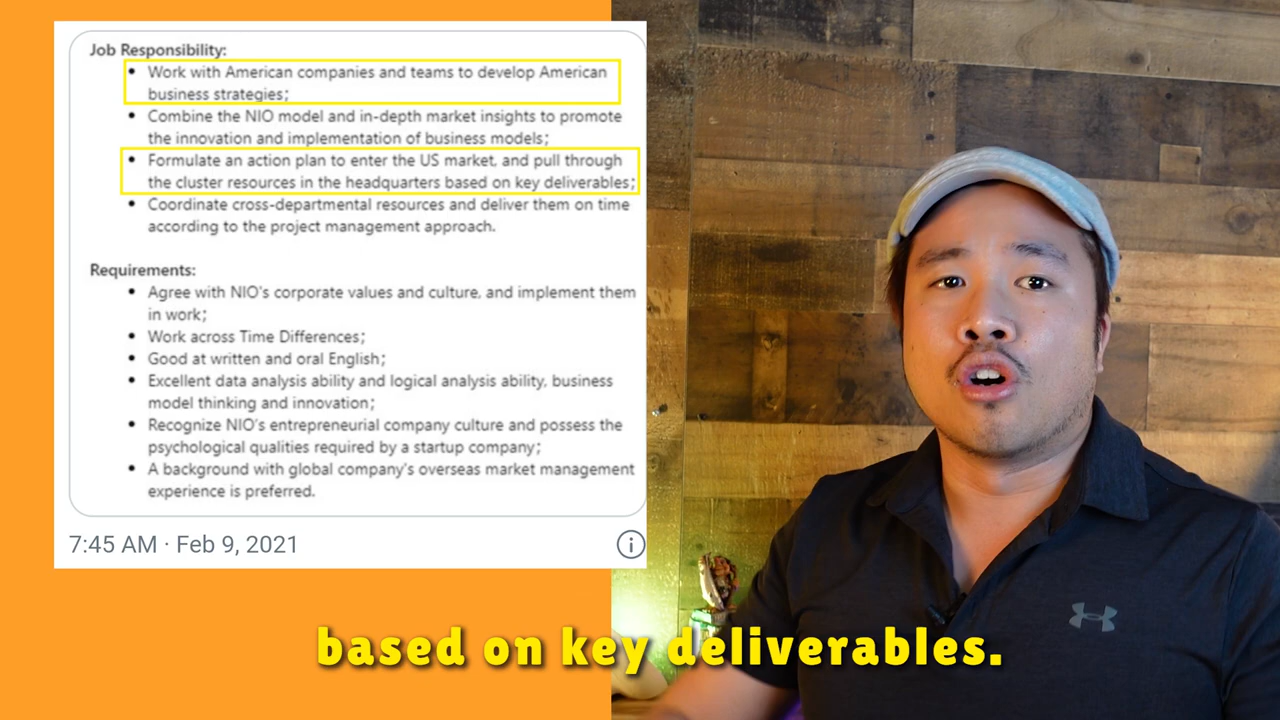 Job Responsibility:
• Work with American companies and teams to develop American
business strategies;
• Combine the NIO model and in-depth market insights to promote
the innovation and implementation of business models;
• Formulate an action plan to enter the US market, and pull through
the cluster resources in the headquarters based on key deliverables;
• Coordinate cross-departmental resources and deliver them on time
according to the project management approach.
Requirements:
• Agree with NIO's corporate values and culture, and implement them
in work;
• Work across Time Differences;
• Good at written and oral English;
• Excellent data analysis ability and logical analysis ability, business
model thinking and innovation;
• Recognize NIO's entrepreneurial company culture and possess the
psychological qualities required by a startup company;
• A background with global company's overseas market management
experience is preferred.
7:45 AM · Feb 9, 2021
based on key deliverables.